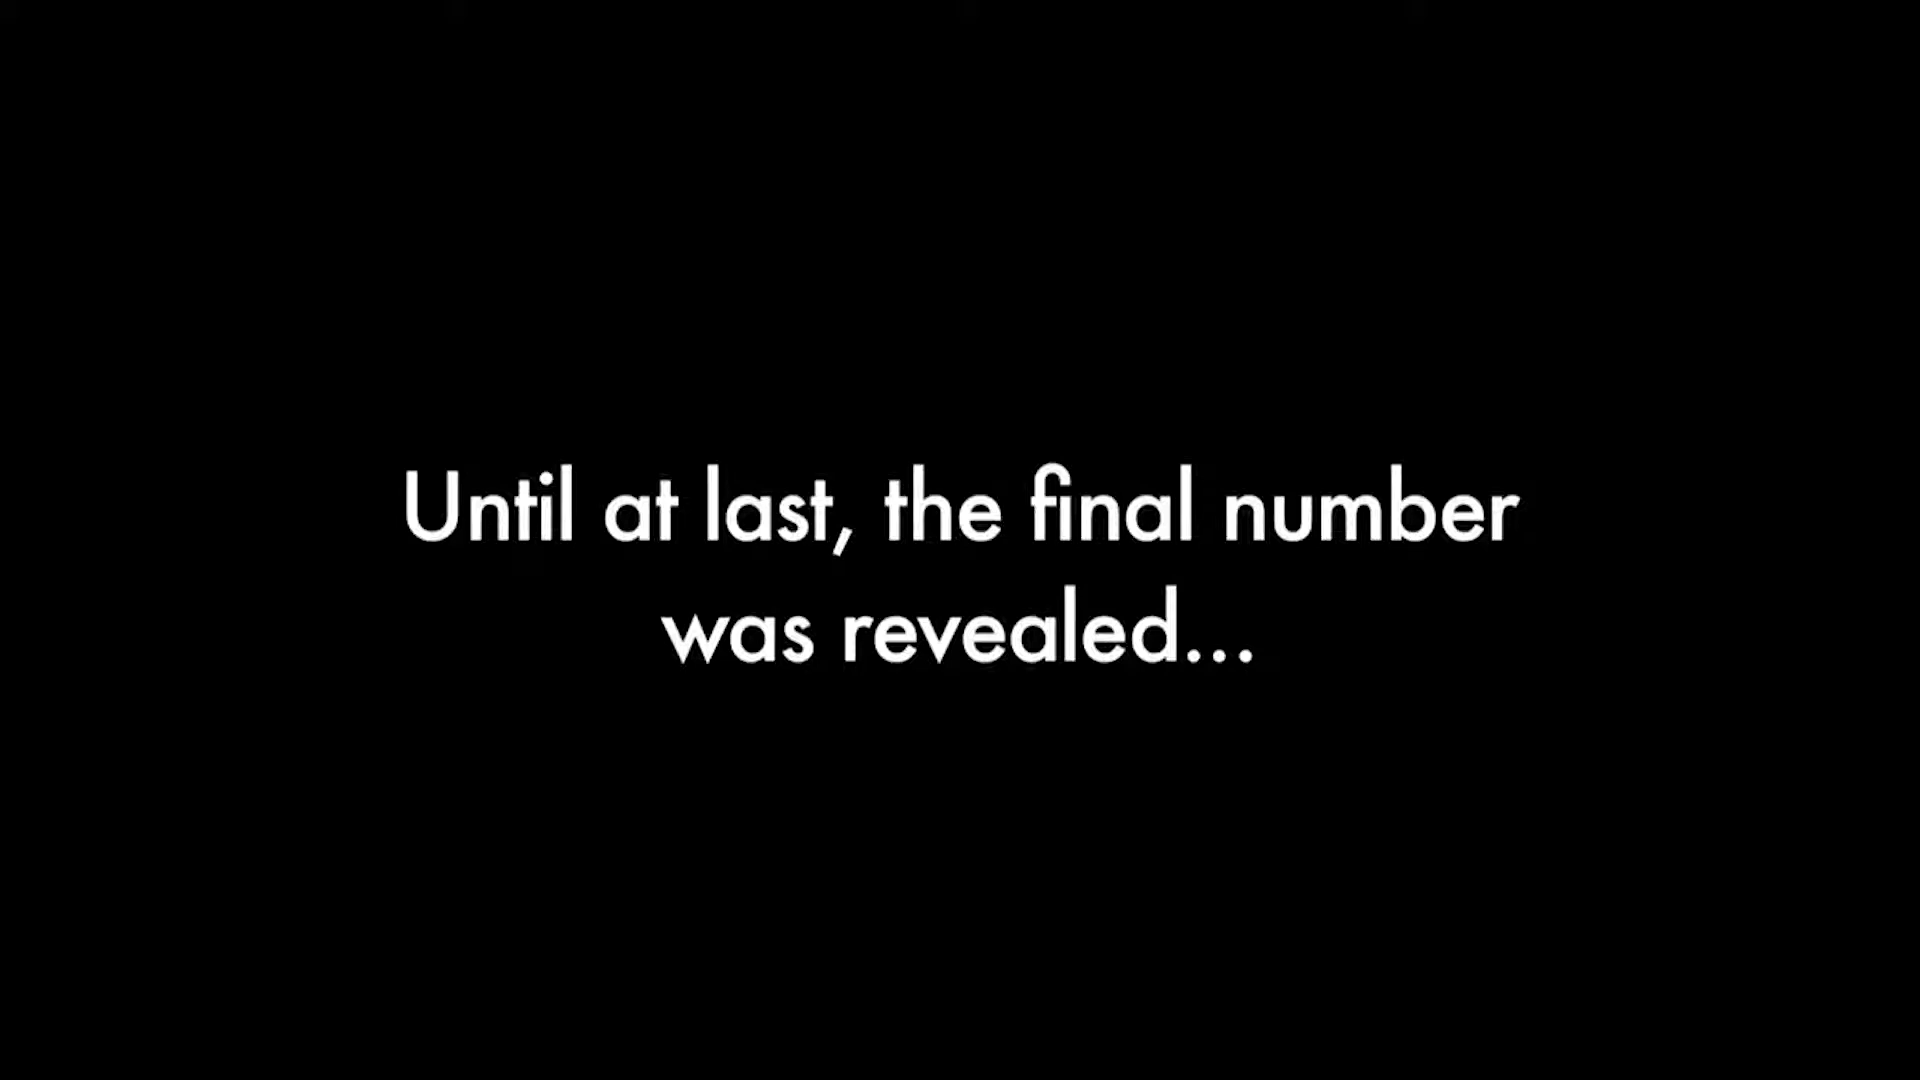 Until at last, the final number
was revealed...